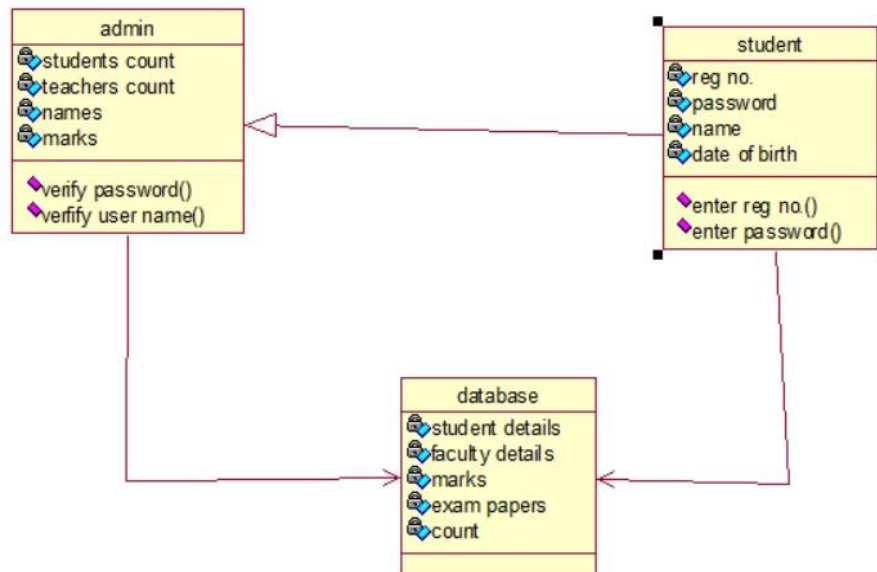 admin
students count
teachers count
names
marks
verify password()
verfify user name()
student
reg no.
password
name
date of birth
enter reg no.()
enter password()
database
student details
faculty details
marks
exam papers
count